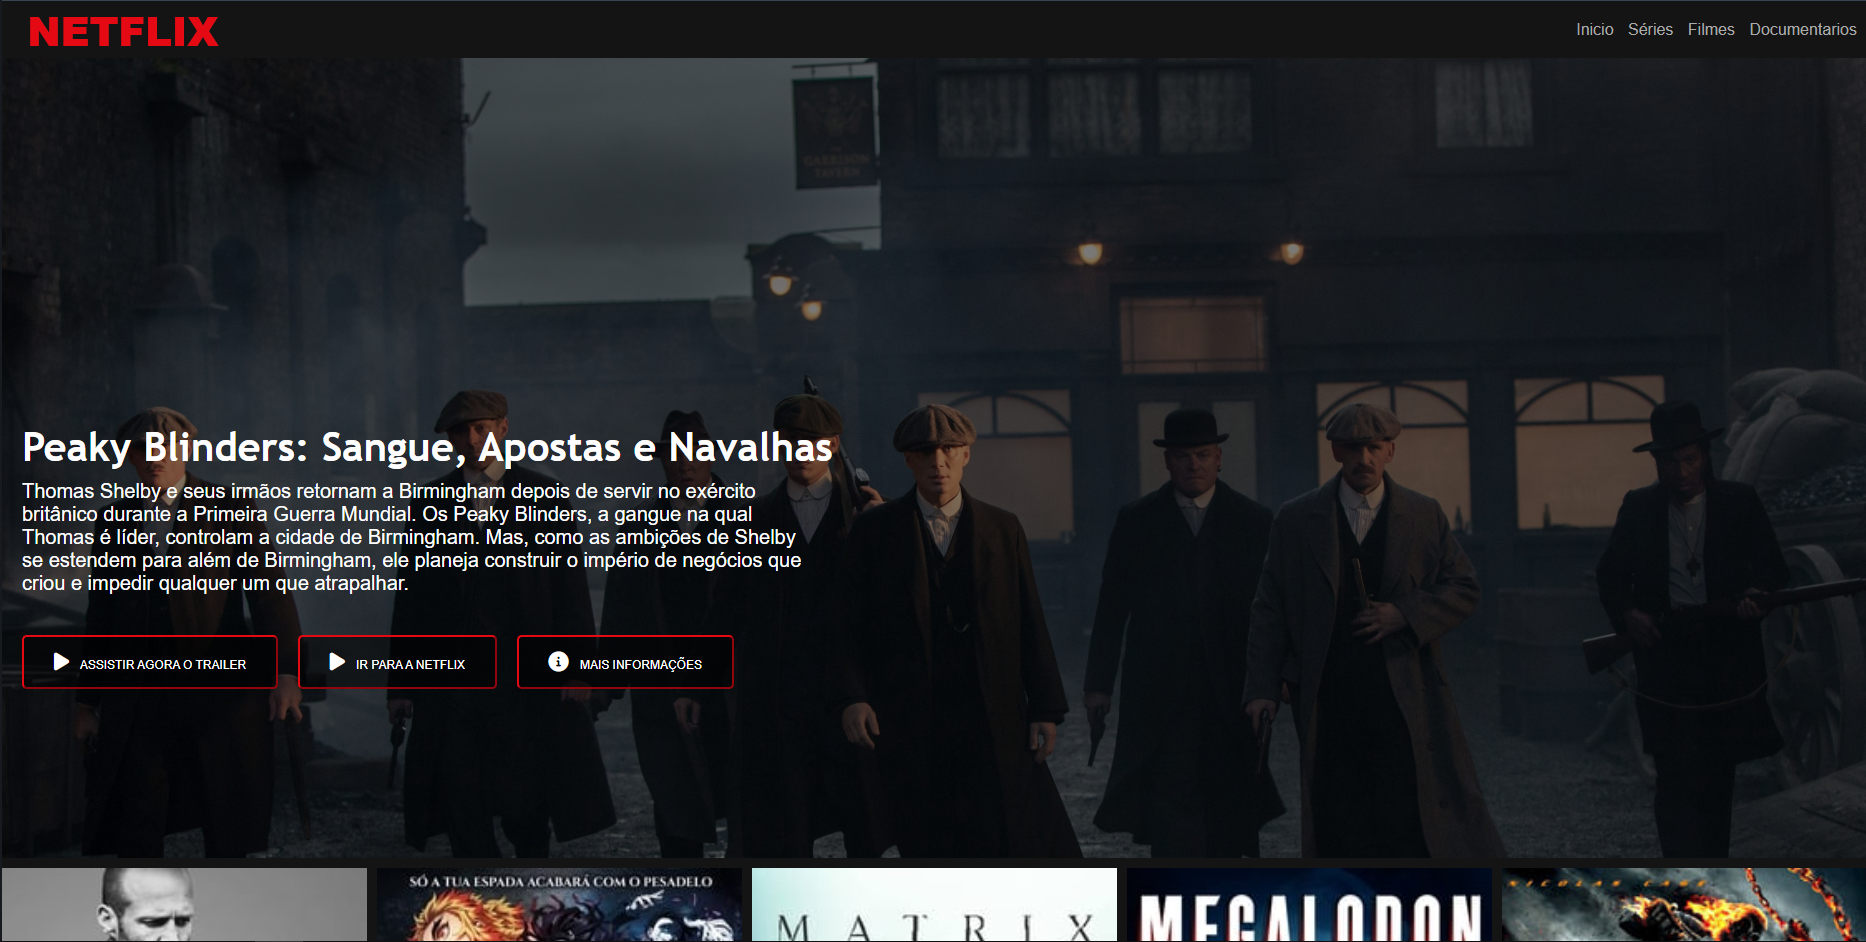 NETFLIX
Inicio Séries Filmes Documentarios
GARRISON
TAVERN
Peaky Blinders: Sangue, Apostas e Navalhas
Thomas Shelby e seus irmãos retornam a Birmingham depois de servir no exército
britânico durante a Primeira Guerra Mundial. Os Peaky Blinders, a gangue na qual
Thomas é líder, controlam a cidade de Birmingham. Mas, como as ambições de Shelby
se estendem para além de Birmingham, ele planeja construir o império de negócios que
criou e impedir qualquer um que atrapalhar.
ASSISTIR AGORA O TRAILER
IR PARA A NETFLIX
MAIS INFORMAÇÕES
SÓ A TUA ESPADA ACABARÁ COM O PESADELO
MATRIX
MEGALODON
NICOLAS CAGE